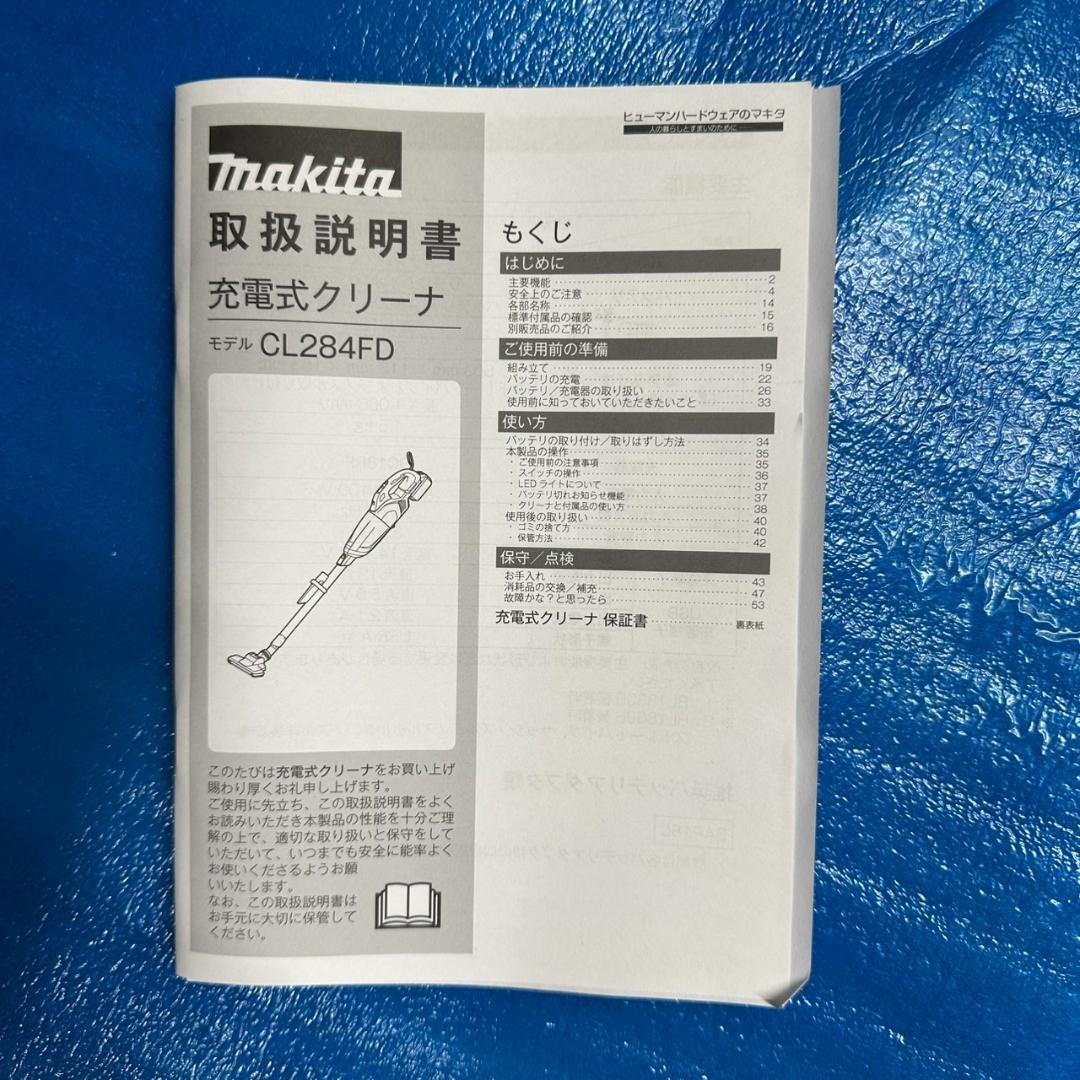 makita
取扱説明書
充電式クリーナ
モデル CL284FD
このたびは充電式クリーナをお買い上げ
賜わり厚くお礼申し上げます。
ご使用に先立ち、この取扱説明書をよく
お読みいただき本製品の性能を十分ご理
解の上で、適切な取り扱いと保守をして
いただいて、いつまでも安全に能率よく
お使いくださるようお願
いいたします。
なお、この取扱説明書は
お手元に大切に保管して
ください。
ヒューマンハードウェアのマキタ
人の暮らしとすまいのために
もくじ
はじめに
主要機能 2
安全上のご注意 4
各部名称 14
標準付属品の確認 15
別販売品のご紹介 16
ご使用前の準備
組み立て 19
バッテリの充電 22
バッテリ／充電器の取り扱い 26
使用前に知っておいていただきたいこと 33
使い方
バッテリの取り付け／取りはずし方法 34
本製品の操作 35
・ご使用前の注意事項 35
・スイッチの操作 36
・LEDライトについて 37
・バッテリ切れお知らせ機能 37
・クリーナと付属品の使い方 38
使用後の取り扱い 40
・ゴミの捨て方 40
・保管方法 42
保守／点検
お手入れ 43
消耗品の交換／補充 47
故障かな？と思ったら 53
充電式クリーナ 保証書 裏表紙